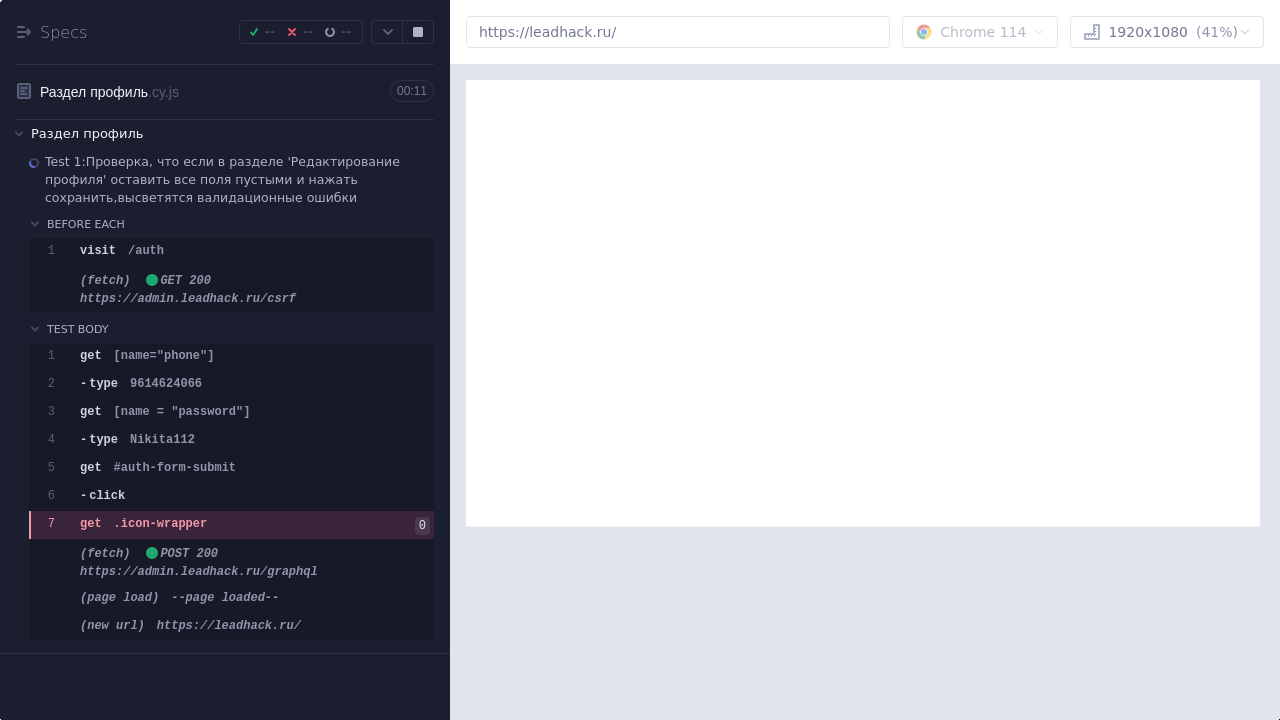 Specs
--
--
--
https://leadhack.ru/
Chrome 114
1920x1080 (41%)
Раздел профиль.cy.js
00:11
Раздел профиль
Test 1:Проверка, что если в разделе 'Редактирование
профиля' оставить все поля пустыми и нажать
сохранить,высветятся валидационные ошибки
BEFORE EACH
1 visit /auth
(fetch) GET 200
https://admin.leadhack.ru/csrf
TEST BODY
1 get [name="phone"]
2 -type 9614624066
3 get [name = "password"]
4 -type Nikita112
5 get #auth-form-submit
6 -click
7 get .icon-wrapper 0
(fetch) POST 200
https://admin.leadhack.ru/graphql
(page load) --page loaded--
(new url) https://leadhack.ru/